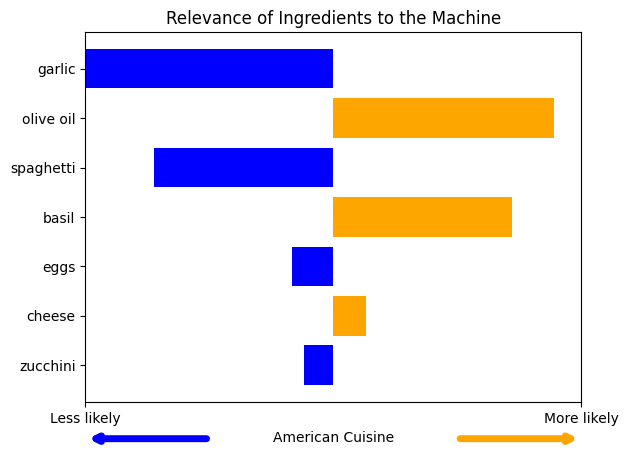 Relevance of Ingredients to the Machine
garlic
olive oil
spaghetti
basil
eggs
cheese
zucchini
Less likely
More likely
American Cuisine